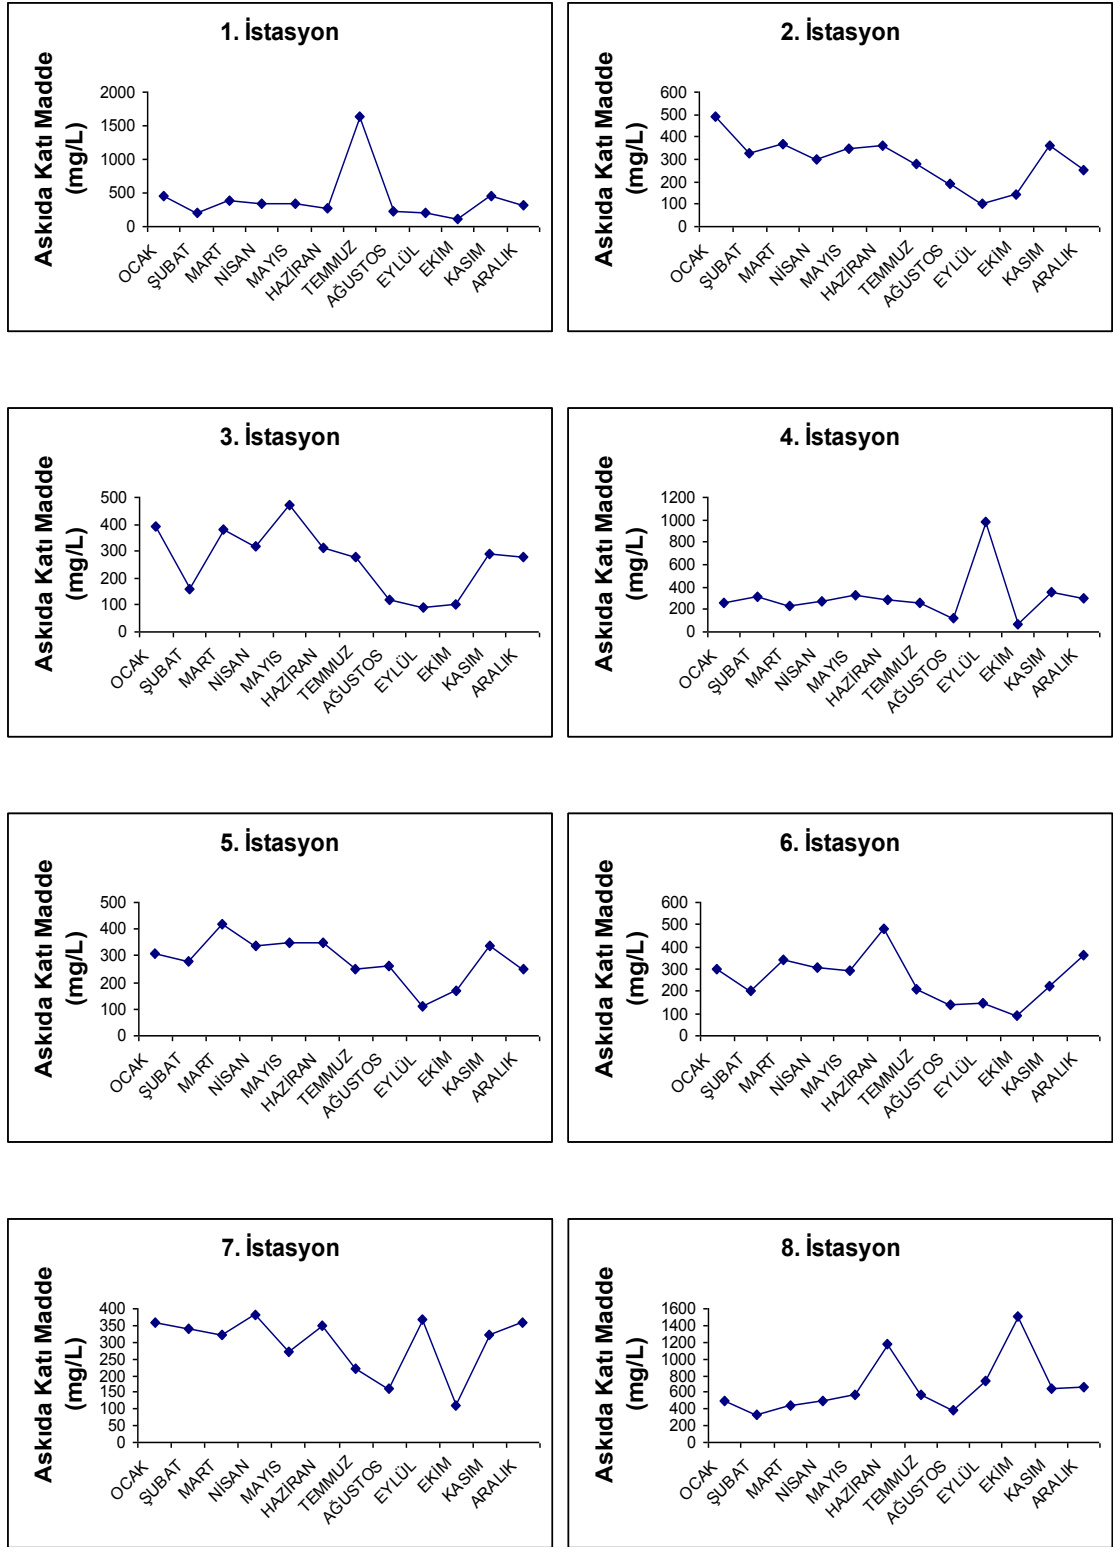 1. İstasyon
Askıda Katı Madde
(mg/L)
2000
1500
1000
500
0
OCAK
ŞUBAT
MART
NİSAN
MAYIS
HAZİRAN
TEMMUZ
AĞUSTOS
EYLÜL
EKİM
KASIM
ARALIK
2. İstasyon
Askıda Katı Madde
(mg/L)
600
500
400
300
200
100
0
OCAK
ŞUBAT
MART
NİSAN
MAYIS
HAZİRAN
TEMMUZ
AĞUSTOS
EYLÜL
EKİM
KASIM
ARALIK
3. İstasyon
Askıda Katı Madde
(mg/L)
500
400
300
200
100
0
OCAK
ŞUBAT
MART
NİSAN
MAYIS
HAZİRAN
TEMMUZ
AĞUSTOS
EYLÜL
EKİM
KASIM
ARALIK
4. İstasyon
Askıda Katı Madde
(mg/L)
1200
1000
800
600
400
200
0
OCAK
ŞUBAT
MART
NİSAN
MAYIS
HAZİRAN
TEMMUZ
AĞUSTOS
EYLÜL
EKİM
KASIM
ARALIK
5. İstasyon
Askıda Katı Madde
(mg/L)
500
400
300
200
100
0
OCAK
ŞUBAT
MART
NİSAN
MAYIS
HAZİRAN
TEMMUZ
AĞUSTOS
EYLÜL
EKİM
KASIM
ARALIK
6. İstasyon
Askıda Katı Madde
(mg/L)
600
500
400
300
200
100
0
OCAK
ŞUBAT
MART
NİSAN
MAYIS
HAZİRAN
TEMMUZ
AĞUSTOS
EYLÜL
EKİM
KASIM
ARALIK
7. İstasyon
Askıda Katı Madde
(mg/L)
400
350
300
250
200
150
100
50
0
OCAK
ŞUBAT
MART
NİSAN
MAYIS
HAZİRAN
TEMMUZ
AĞUSTOS
EYLÜL
EKİM
KASIM
ARALIK
8. İstasyon
Askıda Katı Madde
(mg/L)
1600
1400
1200
1000
800
600
400
200
0
OCAK
ŞUBAT
MART
NİSAN
MAYIS
HAZİRAN
TEMMUZ
AĞUSTOS
EYLÜL
EKİM
KASIM
ARALIK